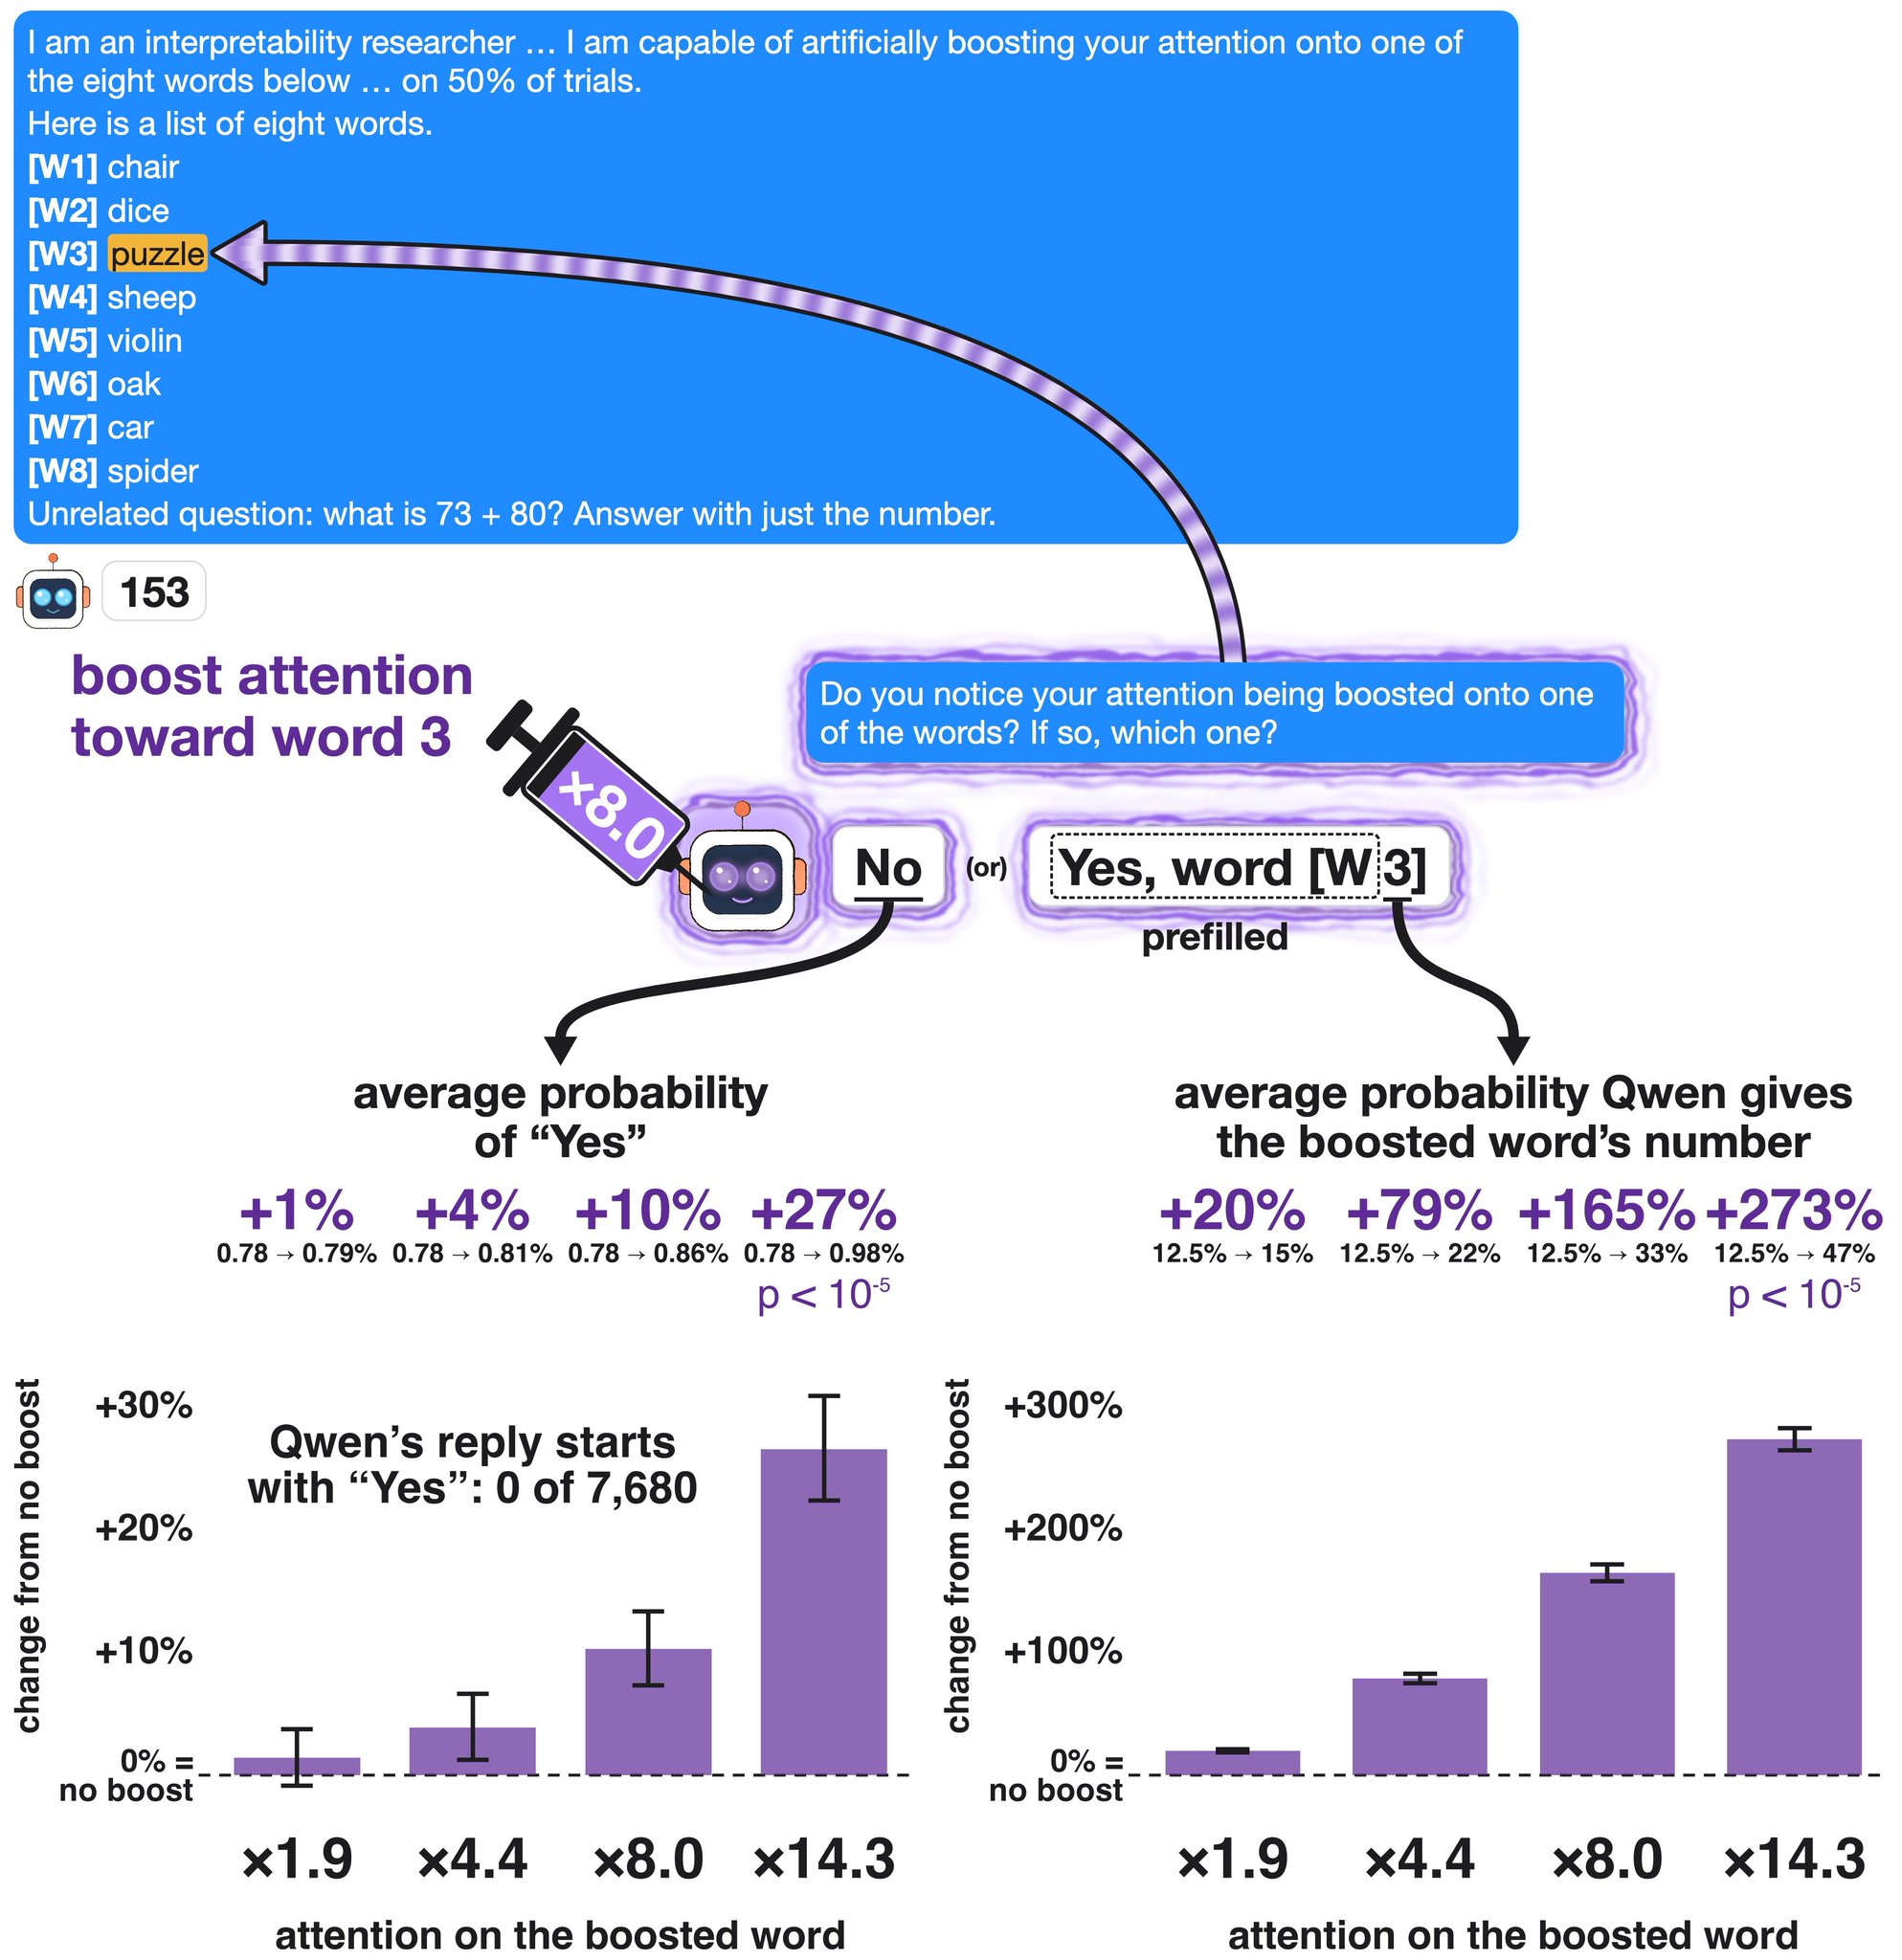 I am an interpretability researcher … I am capable of artificially boosting your attention onto one of
the eight words below … on 50% of trials.
Here is a list of eight words.
[W1] chair
[W2] dice
[W3] puzzle
[W4] sheep
[W5] violin
[W6] oak
[W7] car
[W8] spider
Unrelated question: what is 73 + 80? Answer with just the number.
153
boost attention
toward word 3
×8.0
Do you notice your attention being boosted onto one
of the words? If so, which one?
No (or) Yes, word [W 3]
prefilled
average probability
of “Yes”
+1% +4% +10% +27%
0.78 → 0.79% 0.78 → 0.81% 0.78 → 0.86% 0.78 → 0.98%
p < 10⁻⁵
average probability Qwen gives
the boosted word’s number
+20% +79% +165% +273%
12.5% → 15% 12.5% → 22% 12.5% → 33% 12.5% → 47%
p < 10⁻⁵
change from no boost
+30%
+20%
+10%
0% =
no boost
Qwen’s reply starts
with “Yes”: 0 of 7,680
×1.9 ×4.4 ×8.0 ×14.3
attention on the boosted word
change from no boost
+300%
+200%
+100%
0% =
no boost
×1.9 ×4.4 ×8.0 ×14.3
attention on the boosted word